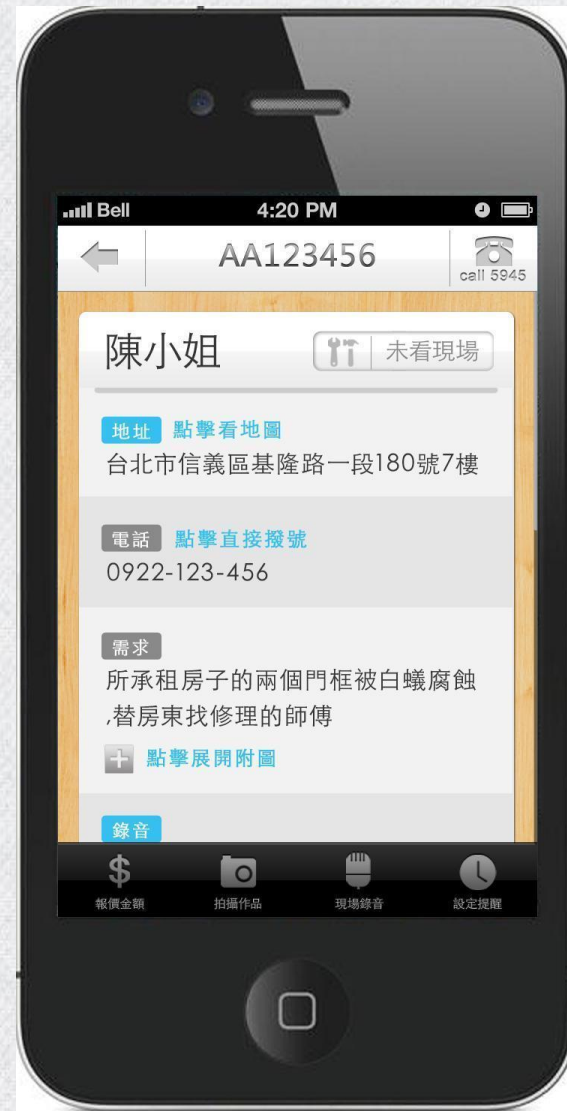 Bell
4:20 PM
AA123456
call 5945
陳小姐
未看現場
地址 點擊看地圖
台北市信義區基隆路一段180號7樓
電話 點擊直接撥號
0922-123-456
需求
所承租房子的兩個門框被白蟻腐蝕
,替房東找修理的師傅
點擊展開附圖
錄音
報價金額 拍攝作品 現場錄音 設定提醒